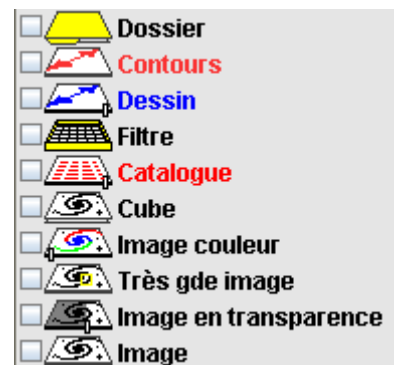 Dossier
Contours
Dessin
Filtre
Catalogue
Cube
Image couleur
Très gde image
Image en transparence
Image